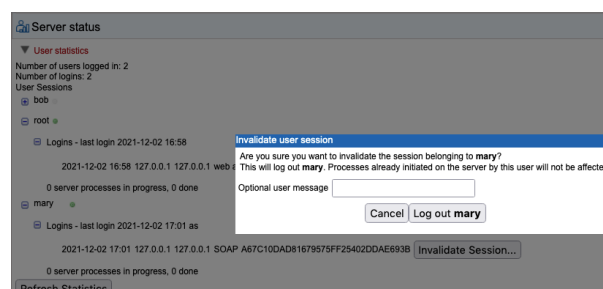 Server status
User statistics
Number of users logged in: 2
Number of logins: 2
User Sessions
bob
root
Logins - last login 2021-12-02 16:58
2021-12-02 16:58 127.0.0.1 127.0.0.1 web a
0 server processes in progress, 0 done
mary
Logins - last login 2021-12-02 17:01 as
2021-12-02 17:01 127.0.0.1 127.0.0.1 SOAP A67C10DAD81679575FF25402DDAE693B Invalidate Session...
0 server processes in progress, 0 done
Refresh Statistics
Invalidate user session
Are you sure you want to invalidate the session belonging to mary?
This will log out mary. Processes already initiated on the server by this user will not be affecte
Optional user message
Cancel Log out mary